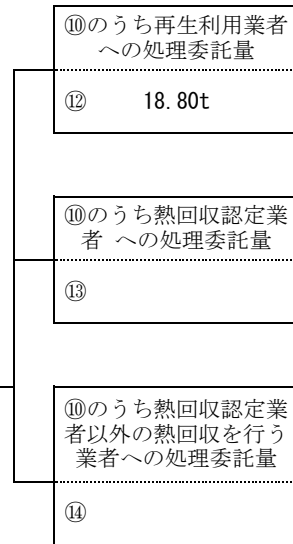 ⑩のうち再生利用業者
への処理委託量
⑫ 18.80t
⑩のうち熱回収認定業
者 への処理委託量
⑬
⑩のうち熱回収認定業
者以外の熱回収を行う
業者への処理委託量
⑭